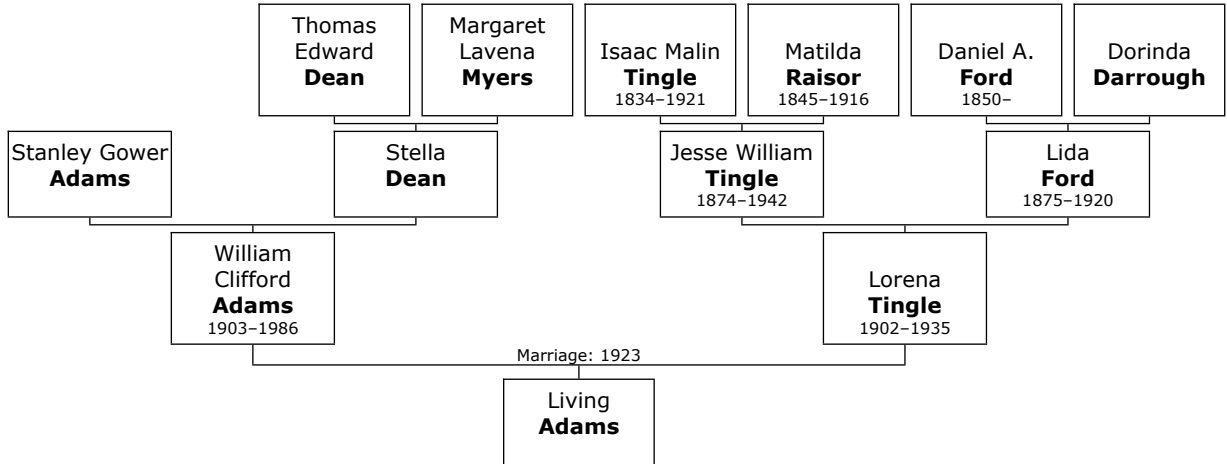 Thomas
Edward
Dean
Margaret
Lavena
Myers
Isaac Malin
Tingle
1834–1921
Matilda
Raisor
1845–1916
Daniel A.
Ford
1850–
Dorinda
Darrough
Stanley Gower
Adams
Stella
Dean
Jesse William
Tingle
1874–1942
Lida
Ford
1875–1920
William
Clifford
Adams
1903–1986
Lorena
Tingle
1902–1935
Marriage: 1923
Living
Adams